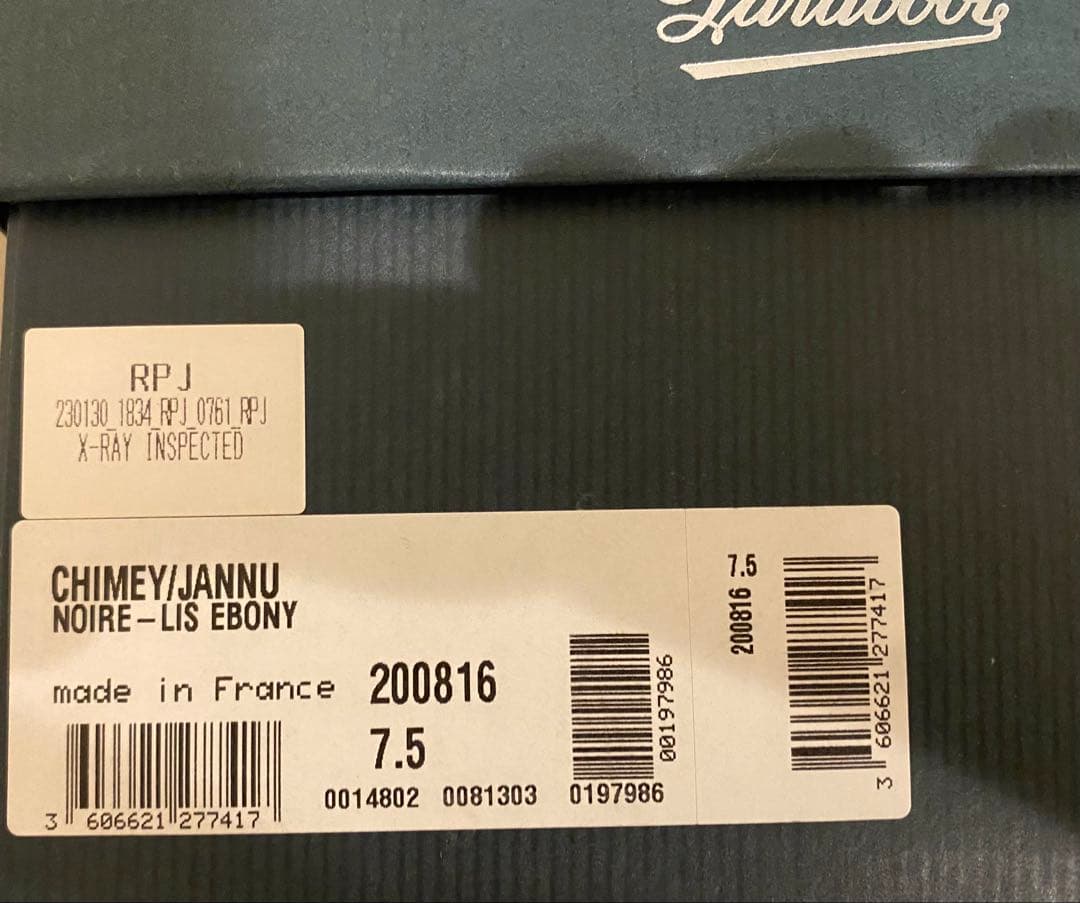 Paraboot
RPJ
230130_1834_RPJ_0761_RPJ
X-RAY INSPECTED
CHIMEY/JANNU
NOIRE-LIS EBONY
made in France 200816
7.5
0014802 0081303 0197986
3 606621 277417
00197986
200816 7.5
3 606621 277417